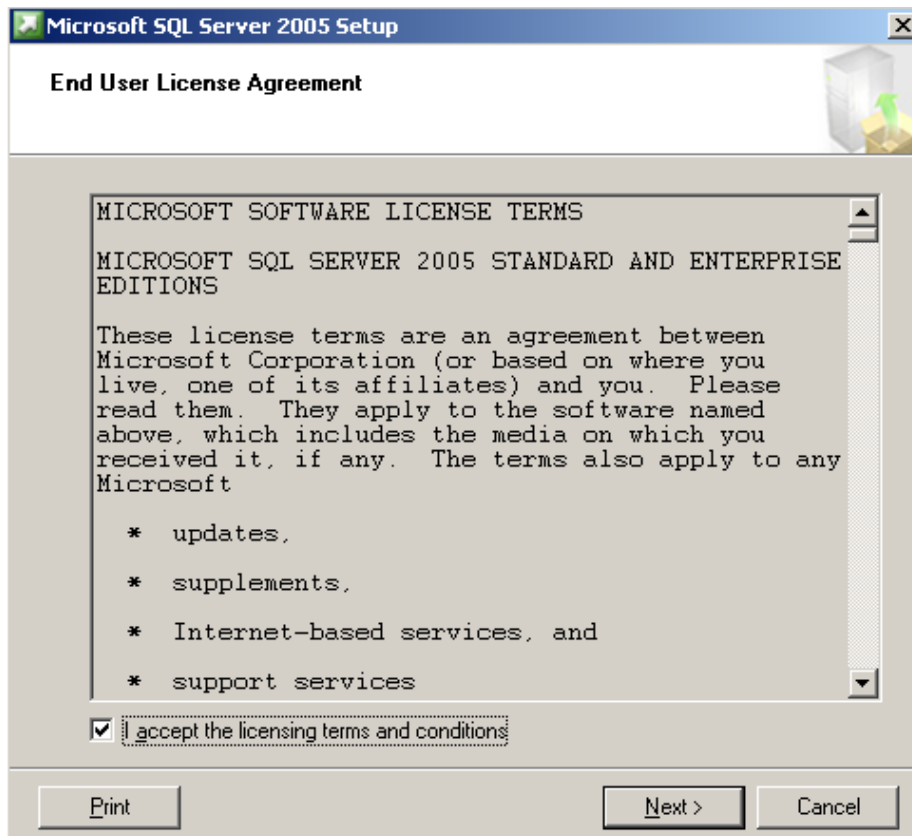 Microsoft SQL Server 2005 Setup
End User License Agreement
MICROSOFT SOFTWARE LICENSE TERMS
MICROSOFT SQL SERVER 2005 STANDARD AND ENTERPRISE
EDITIONS
These license terms are an agreement between
Microsoft Corporation (or based on where you
live, one of its affiliates) and you.  Please
read them.  They apply to the software named
above, which includes the media on which you
received it, if any.  The terms also apply to any
Microsoft
*  updates,
*  supplements,
*  Internet-based services, and
*  support services
I accept the licensing terms and conditions
Print
Next >
Cancel